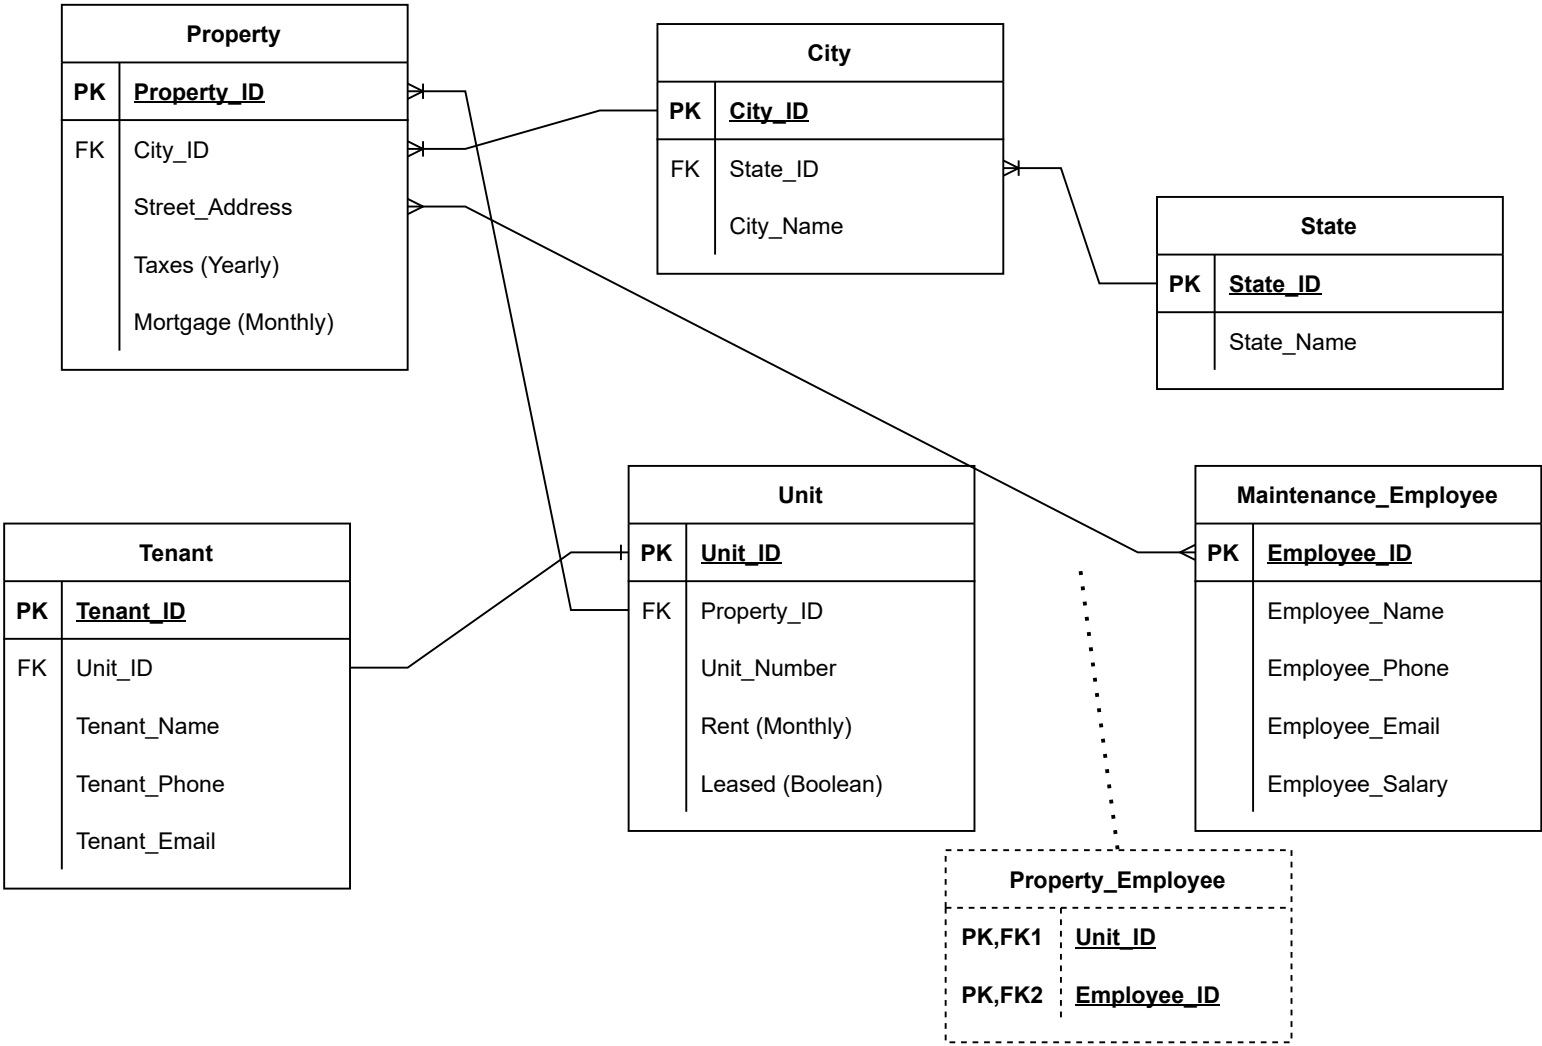 Property
PK Property_ID
FK City_ID
Street_Address
Taxes (Yearly)
Mortgage (Monthly)
City
PK City_ID
FK State_ID
City_Name
State
PK State_ID
State_Name
Tenant
PK Tenant_ID
FK Unit_ID
Tenant_Name
Tenant_Phone
Tenant_Email
Unit
PK Unit_ID
FK Property_ID
Unit_Number
Rent (Monthly)
Leased (Boolean)
Maintenance_Employee
PK Employee_ID
Employee_Name
Employee_Phone
Employee_Email
Employee_Salary
Property_Employee
PK,FK1 Unit_ID
PK,FK2 Employee_ID